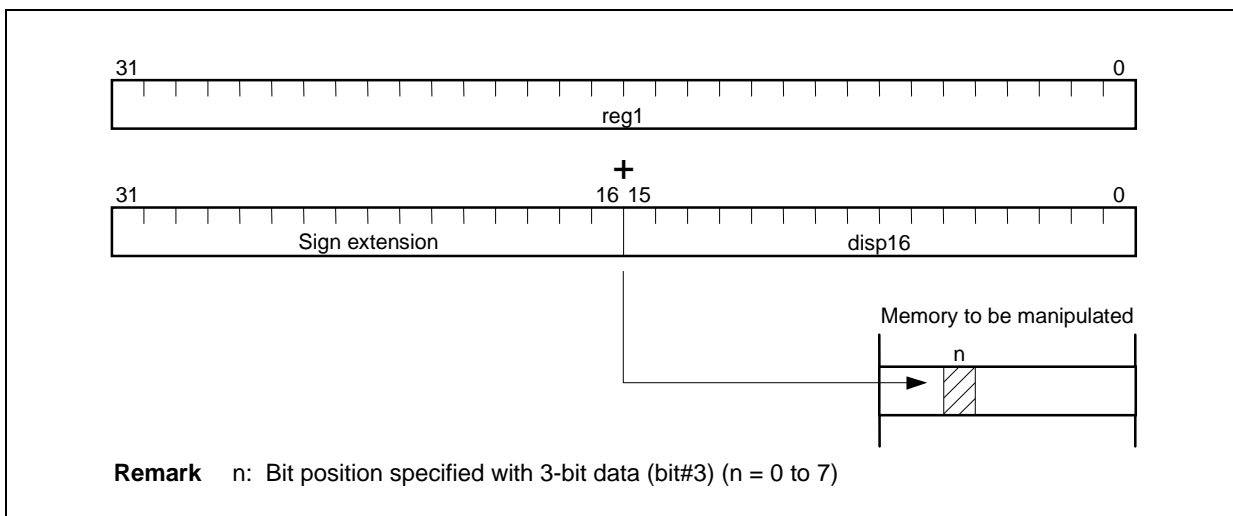 31 0
reg1
+
31 16 15 0
Sign extension disp16
Memory to be manipulated
n
Remark n: Bit position specified with 3-bit data (bit#3) (n = 0 to 7)